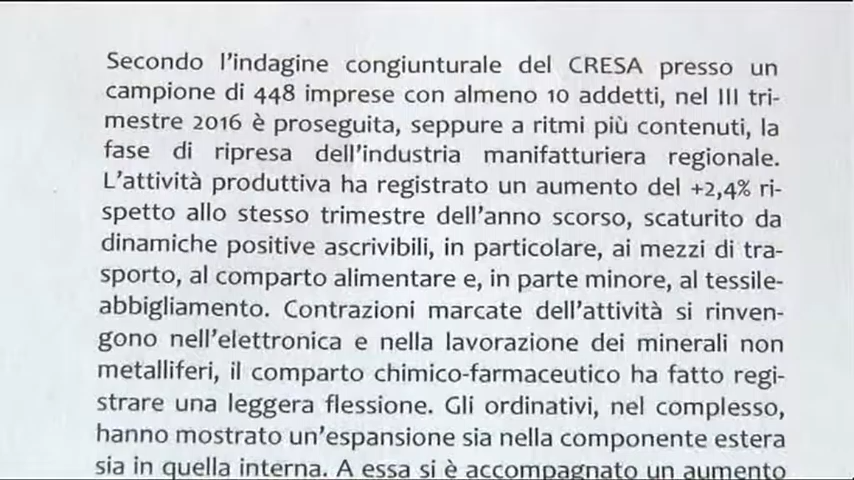 Secondo l'indagine congiunturale del CRESA presso un
campione di 448 imprese con almeno 10 addetti, nel III tri-
mestre 2016 è proseguita, seppure a ritmi più contenuti, la
fase di ripresa dell'industria manifatturiera regionale.
L'attività produttiva ha registrato un aumento del +2,4% ri-
spetto allo stesso trimestre dell'anno scorso, scaturito da
dinamiche positive ascrivibili, in particolare, ai mezzi di tra-
sporto, al comparto alimentare e, in parte minore, al tessile-
abbigliamento. Contrazioni marcate dell'attività si rinven-
gono nell'elettronica e nella lavorazione dei minerali non
metalliferi, il comparto chimico-farmaceutico ha fatto regi-
strare una leggera flessione. Gli ordinativi, nel complesso,
hanno mostrato un'espansione sia nella componente estera
sia in quella interna. A essa si è accompagnato un aumento